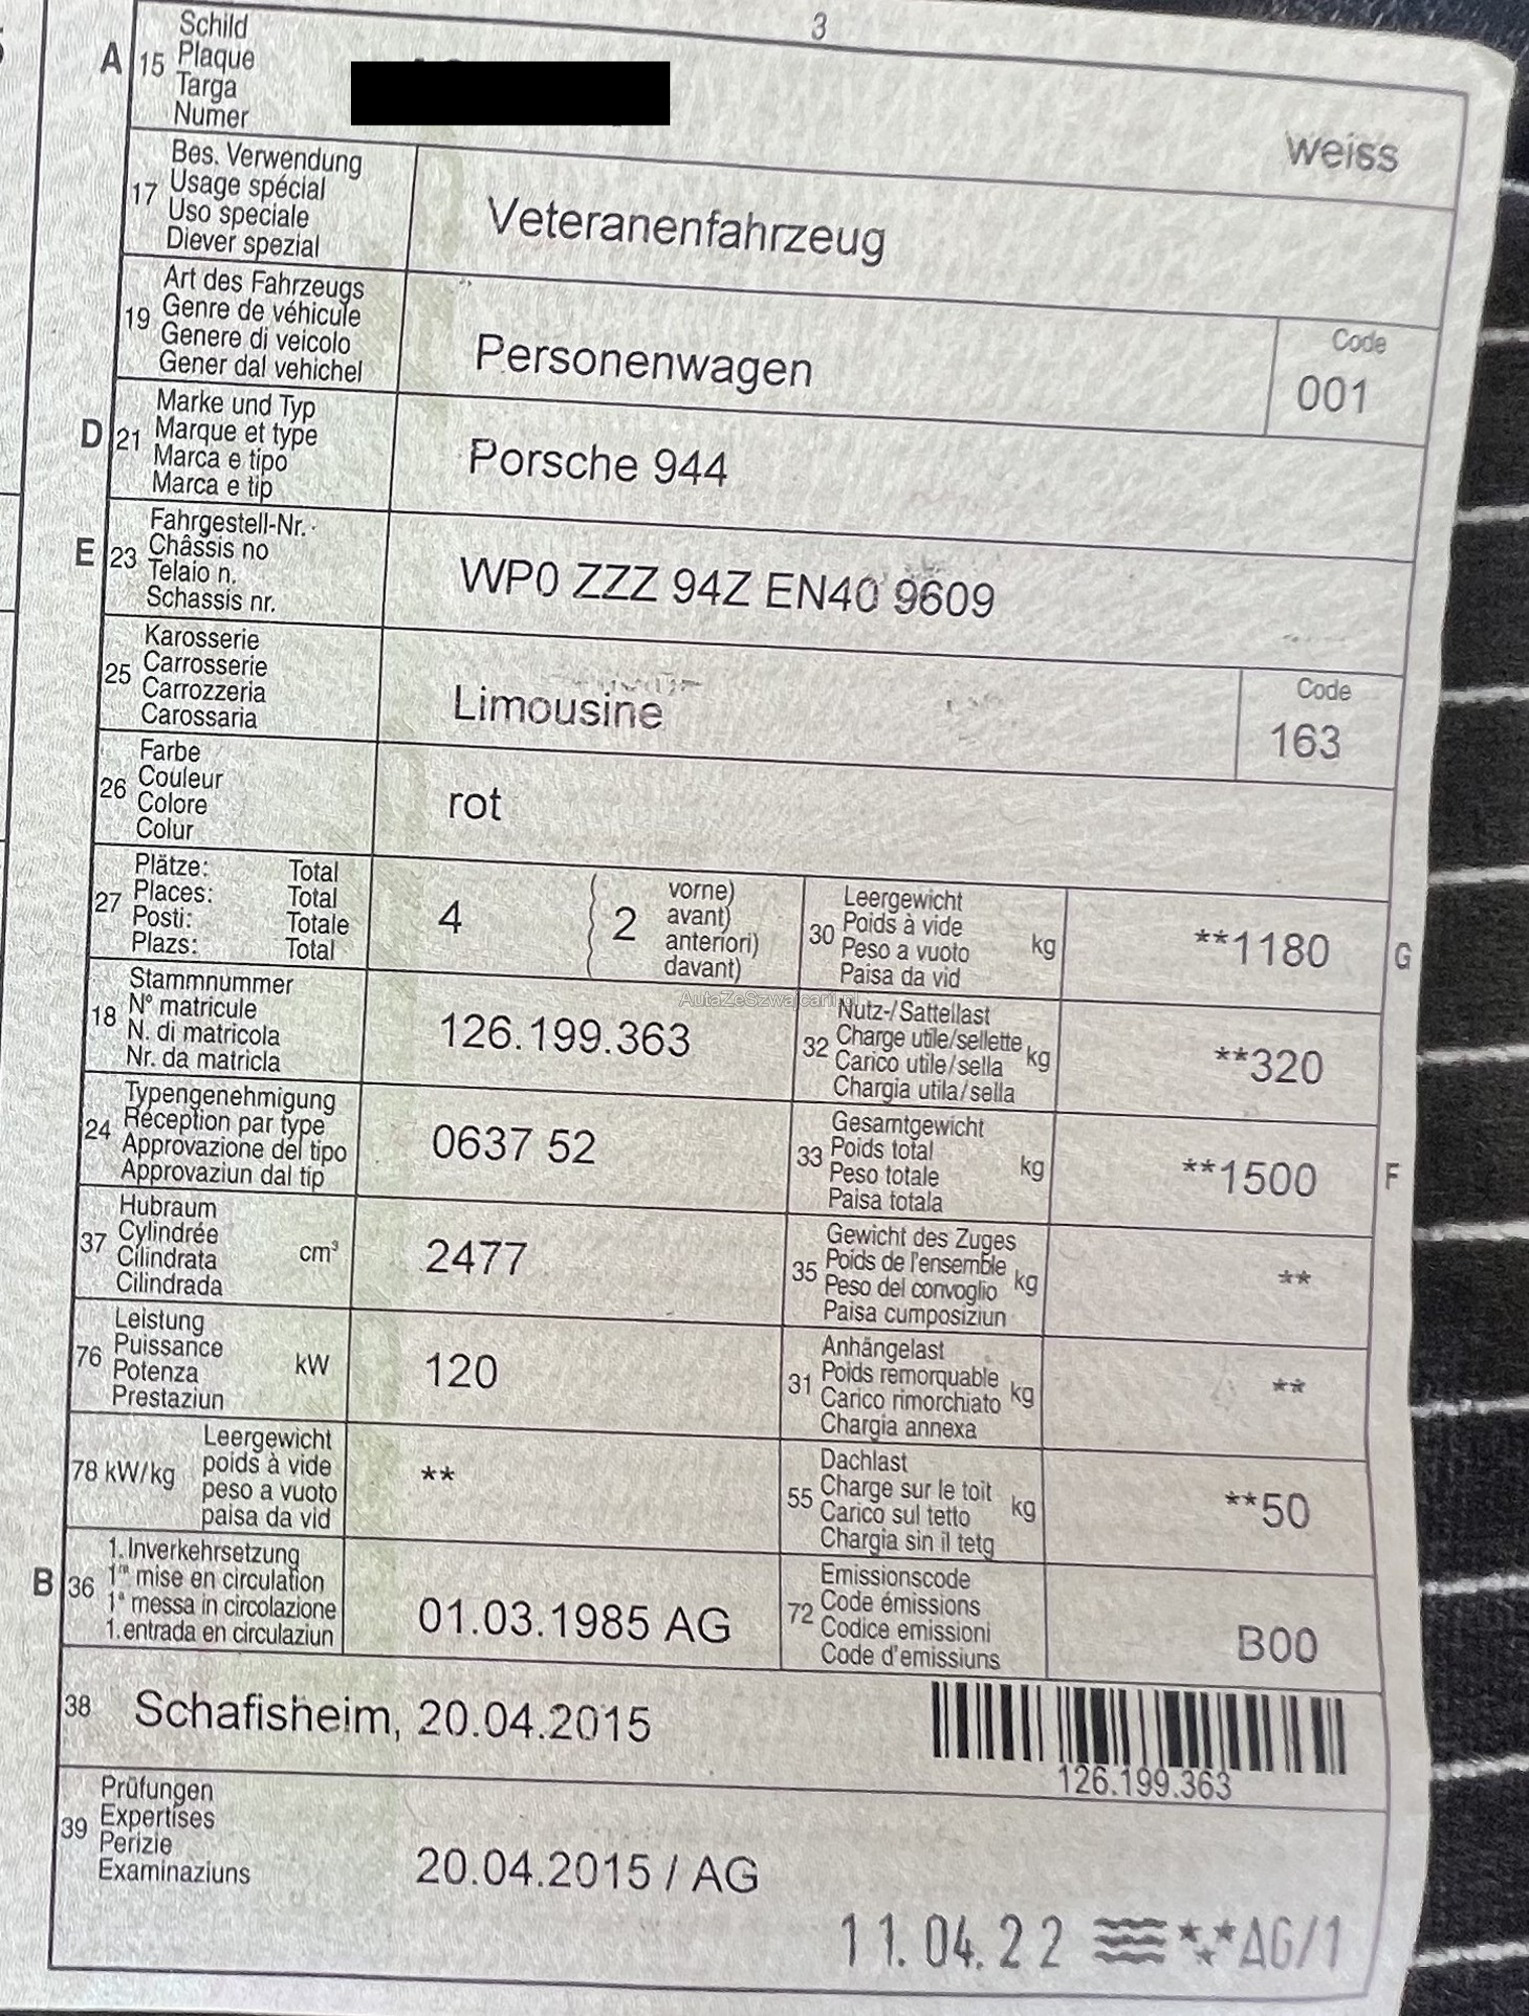 3
A 15 Schild
Plaque
Targa
Numer
weiss
17 Bes. Verwendung
Usage spécial
Uso speciale
Diever spezial
Veteranenfahrzeug
19 Art des Fahrzeugs
Genre de véhicule
Genere di veicolo
Gener dal vehichel
Personenwagen
Code
001
D 21 Marke und Typ
Marque et type
Marca e tipo
Marca e tip
Porsche 944
E 23 Fahrgestell-Nr.
Châssis no
Telaio n.
Schassis nr.
WP0 ZZZ 94Z EN40 9609
25 Karosserie
Carrosserie
Carrozzeria
Carossaria
Limousine
Code
163
26 Farbe
Couleur
Colore
Colur
rot
27 Plätze: Total
Places: Total
Posti: Totale
Plazs: Total
4 2 vorne)
avant)
anteriori)
davant)
30 Leergewicht
Poids à vide
Peso a vuoto kg
Paisa da vid
**1180 G
18 Stammnummer
N° matricule
N. di matricola
Nr. da matricla
126.199.363
AutaZeSzwajcarii.pl
32 Nutz-/Sattellast
Charge utile/sellette
Carico utile/sella kg
Chargia utila/sella
**320
24 Typengenehmigung
Réception par type
Approvazione del tipo
Approvaziun dal tip
0637 52
33 Gesamtgewicht
Poids total
Peso totale kg
Paisa totala
**1500 F
37 Hubraum
Cylindrée
Cilindrata cm³
Cilindrada
2477
35 Gewicht des Zuges
Poids de l'ensemble
Peso del convoglio kg
Paisa cumposiziun
**
76 Leistung
Puissance
Potenza kW
Prestaziun
120
31 Anhängelast
Poids remorquable
Carico rimorchiato kg
Chargia annexa
**
78 kW/kg Leergewicht
poids à vide
peso a vuoto
paisa da vid
**
55 Dachlast
Charge sur le toit
Carico sul tetto kg
Chargia sin il tetg
**50
B 36 1. Inverkehrsetzung
1re mise en circulation
1a messa in circolazione
1. entrada en circulaziun
01.03.1985 AG
72 Emissionscode
Code émissions
Codice emissioni
Code d'emissiuns
B00
38 Schafisheim, 20.04.2015
126.199.363
39 Prüfungen
Expertises
Perizie
Examinaziuns
20.04.2015 / AG
11.04.22 AG/1